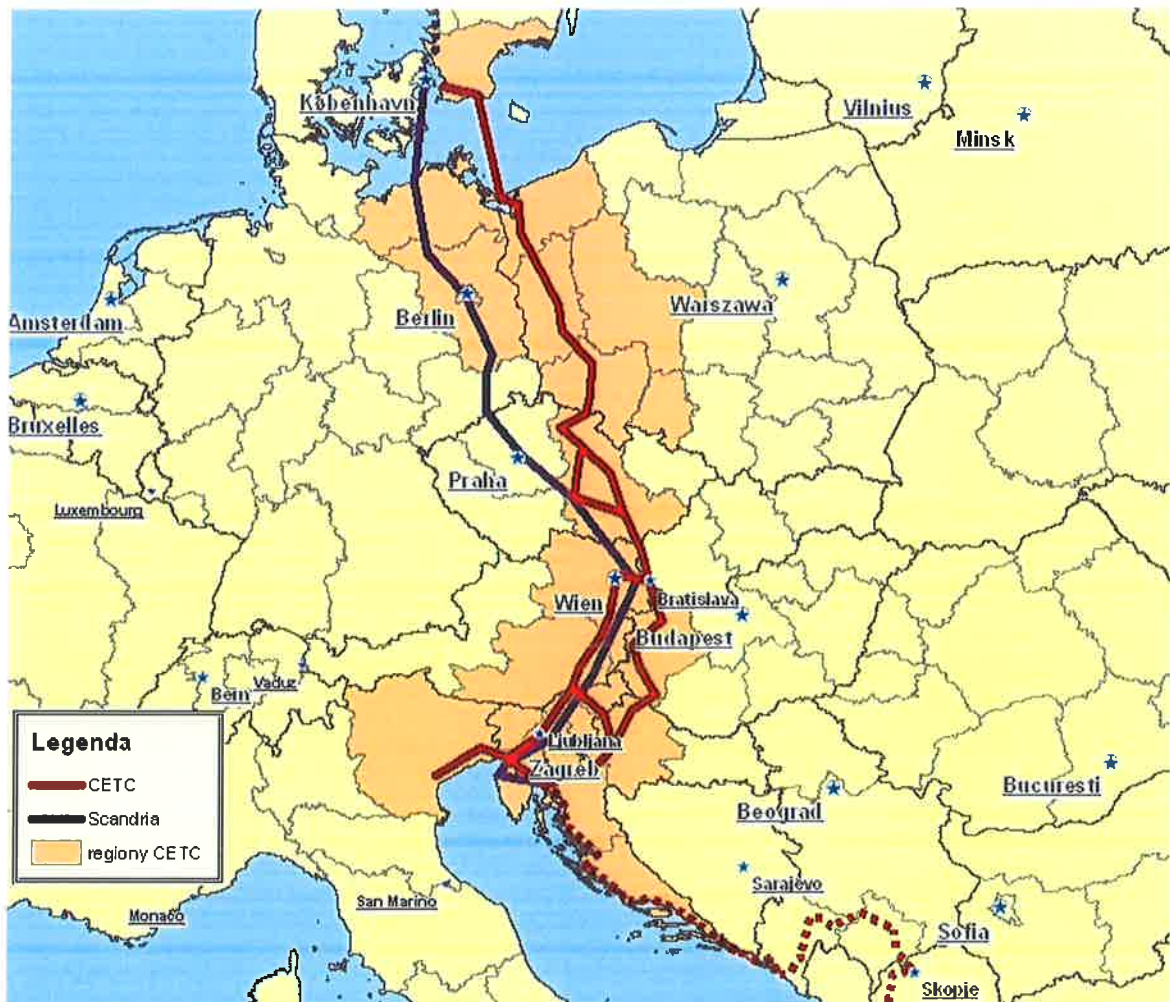 København
Vilnius
Minsk
Warszawa
Berlin
Amsterdam
Bruxelles
Praha
Luxembourg
Wien
Bratislava
Budapest
Bern
Vaduz
Legenda
CETC
Scandria
regiony CETC
Ljubljana
Zagreb
Bucuresti
Beograd
Sarajevo
San Marino
Monaco
Sofia
Skopje